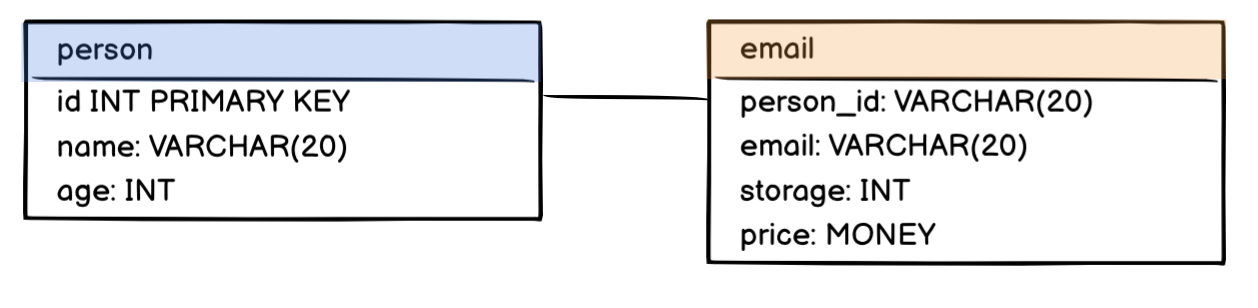 person
id INT PRIMARY KEY
name: VARCHAR(20)
age: INT
email
person_id: VARCHAR(20)
email: VARCHAR(20)
storage: INT
price: MONEY